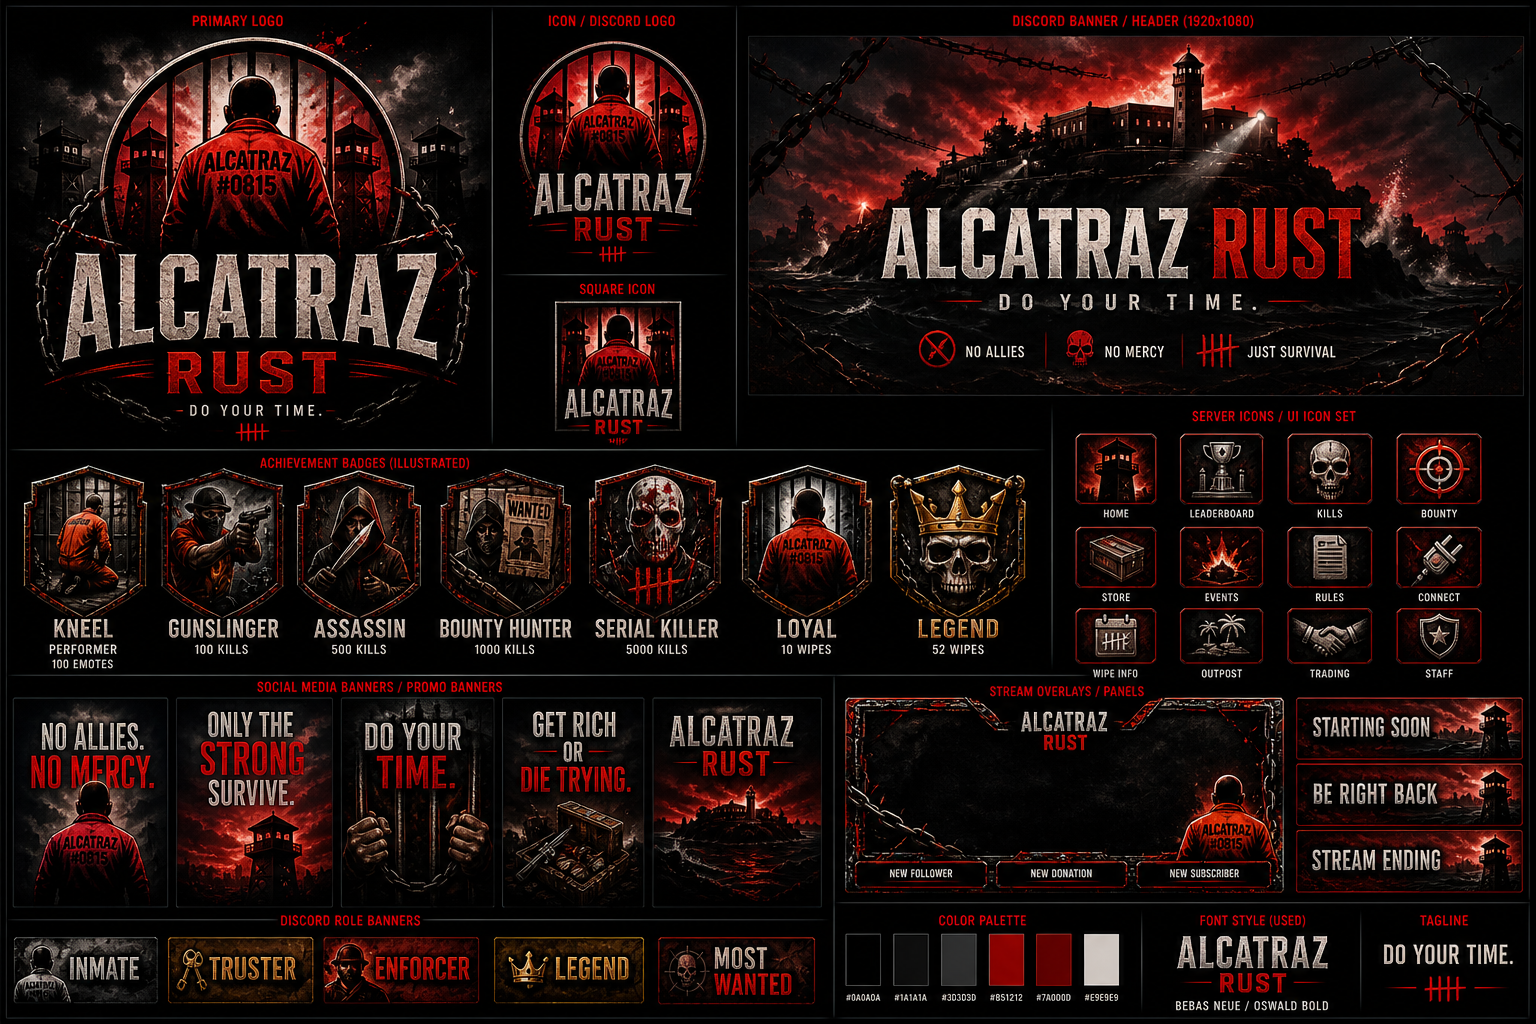 PRIMARY LOGO
ALCATRAZ
#0815
ALCATRAZ
RUST
DO YOUR TIME.
ICON / DISCORD LOGO
ALCATRAZ
#0815
ALCATRAZ
RUST
SQUARE ICON
ALCATRAZ
#0815
ALCATRAZ
RUST
DISCORD BANNER / HEADER (1920x1080)
ALCATRAZ RUST
DO YOUR TIME.
NO ALLIES
NO MERCY
JUST SURVIVAL
ACHIEVEMENT BADGES (ILLUSTRATED)
WANTED
ALCATRAZ
#0815
KNEEL
PERFORMER
100 EMOTES
GUNSLINGER
100 KILLS
ASSASSIN
500 KILLS
BOUNTY HUNTER
1000 KILLS
SERIAL KILLER
5000 KILLS
LOYAL
10 WIPES
LEGEND
52 WIPES
SERVER ICONS / UI ICON SET
HOME
LEADERBOARD
KILLS
BOUNTY
STORE
EVENTS
RULES
CONNECT
WIPE INFO
OUTPOST
TRADING
STAFF
SOCIAL MEDIA BANNERS / PROMO BANNERS
NO ALLIES.
NO MERCY.
ALCATRAZ
#0815
ONLY THE
STRONG
SURVIVE.
DO YOUR
TIME.
GET RICH
OR
DIE TRYING.
ALCATRAZ
RUST
STREAM OVERLAYS / PANELS
ALCATRAZ
RUST
ALCATRAZ
#0815
NEW FOLLOWER
NEW DONATION
NEW SUBSCRIBER
STARTING SOON
BE RIGHT BACK
STREAM ENDING
DISCORD ROLE BANNERS
INMATE
TRUSTER
ENFORCER
LEGEND
MOST
WANTED
COLOR PALETTE
#0A0A0A
#1A1A1A
#3D3D3D
#B51212
#7A0D0D
#E9E9E9
FONT STYLE (USED)
ALCATRAZ
RUST
BEBAS NEUE / OSWALD BOLD
TAGLINE
DO YOUR TIME.